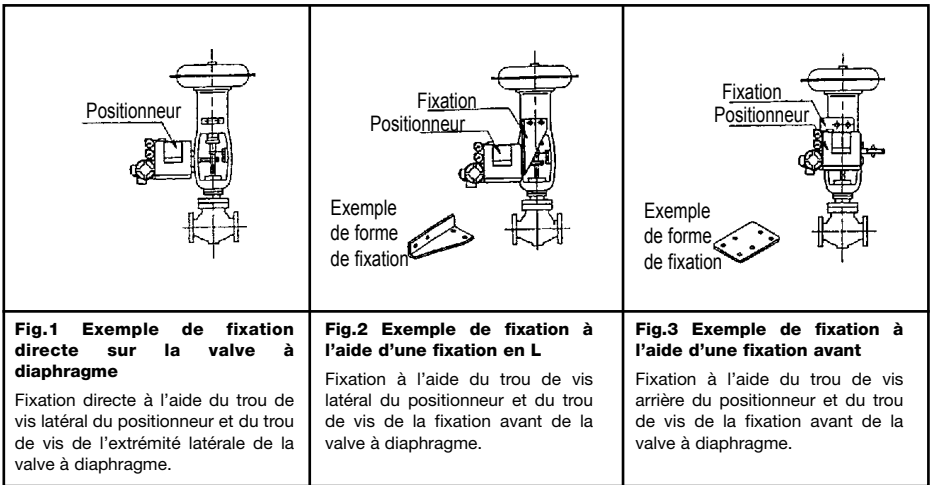 Positionneur
Fixation
Positionneur
Exemple
de forme
de fixation
Fixation
Positionneur
Exemple
de forme
de fixation
Fig.1 Exemple de fixation
directe sur la valve à
diaphragme
Fixation directe à l'aide du trou de
vis latéral du positionneur et du trou
de vis de l'extrémité latérale de la
valve à diaphragme.
Fig.2 Exemple de fixation à
l'aide d'une fixation en L
Fixation à l'aide du trou de vis
latéral du positionneur et du trou
de vis de la fixation avant de la
valve à diaphragme.
Fig.3 Exemple de fixation à
l'aide d'une fixation avant
Fixation à l'aide du trou de vis
arrière du positionneur et du trou
de vis de la fixation avant de la
valve à diaphragme.